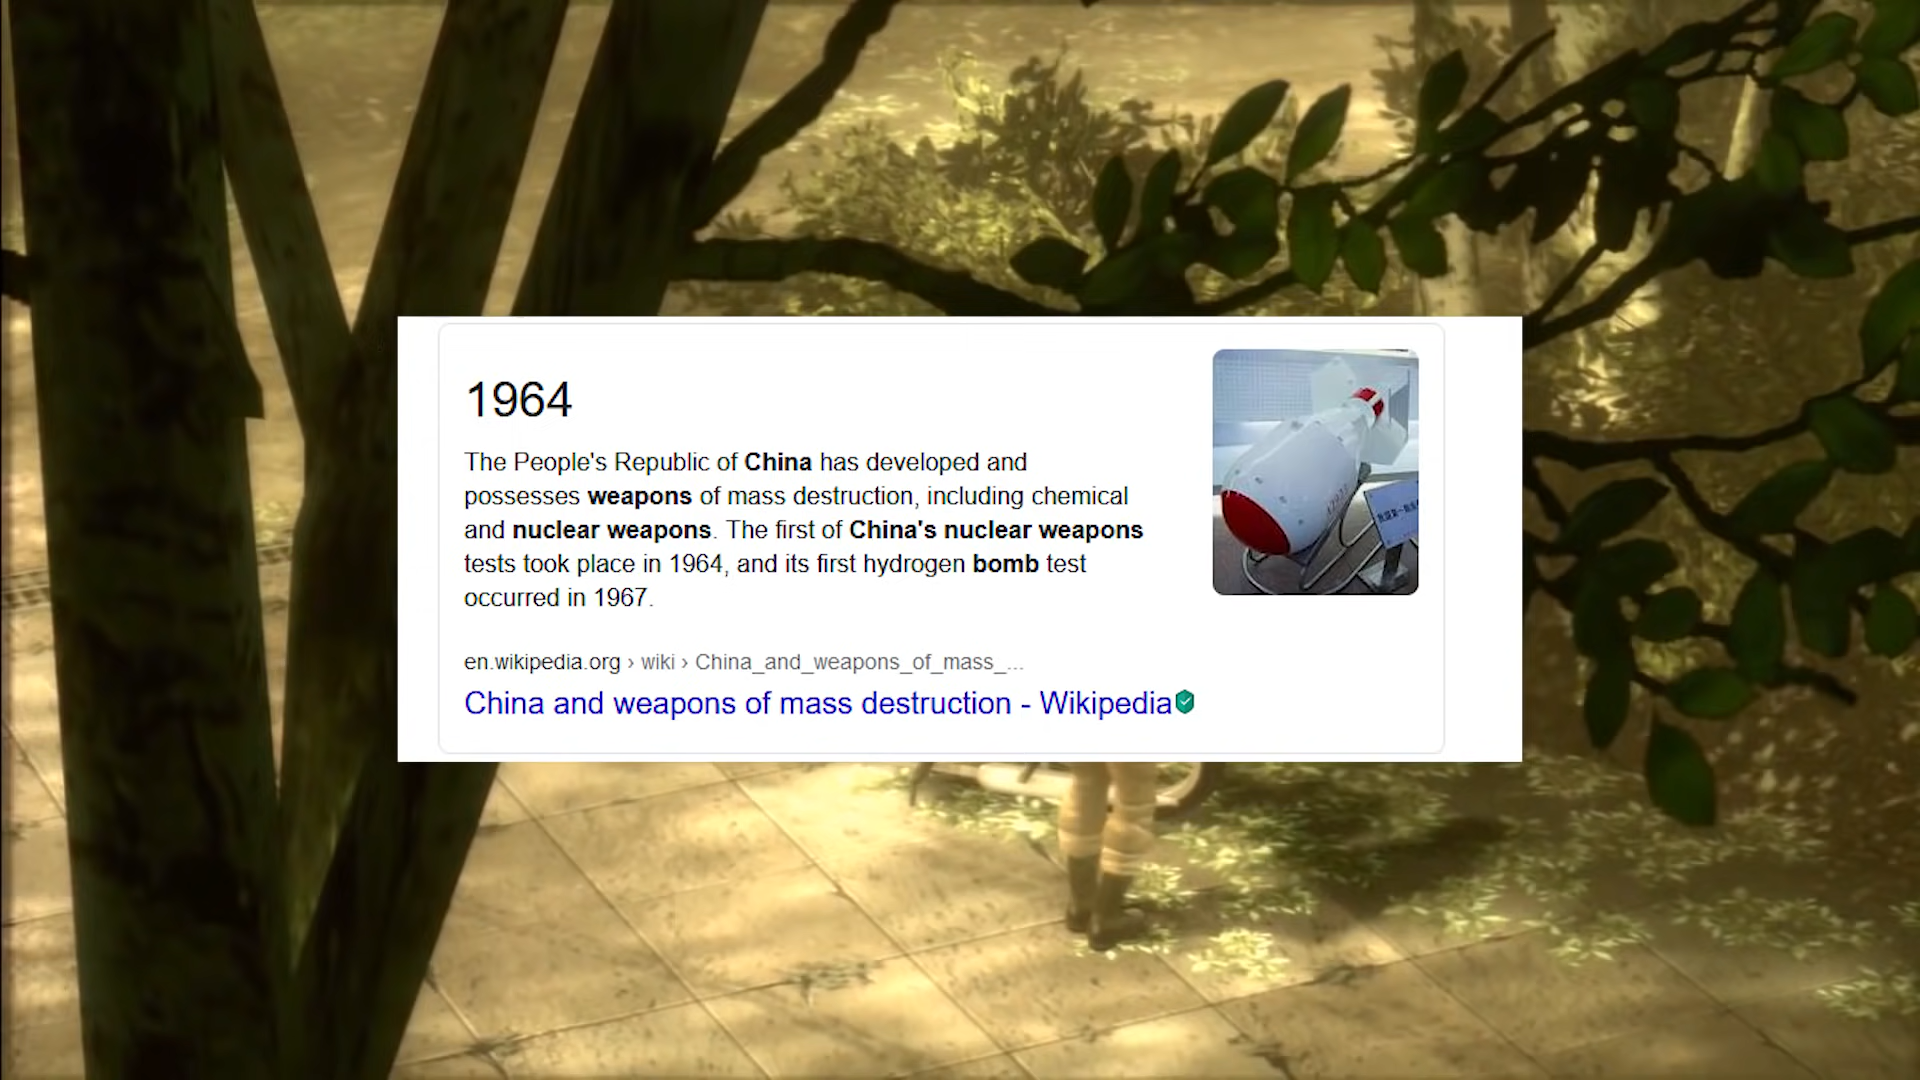 1964
The People's Republic of China has developed and
possesses weapons of mass destruction, including chemical
and nuclear weapons. The first of China's nuclear weapons
tests took place in 1964, and its first hydrogen bomb test
occurred in 1967.
en.wikipedia.org › wiki › China_and_weapons_of_mass_...
China and weapons of mass destruction - Wikipedia